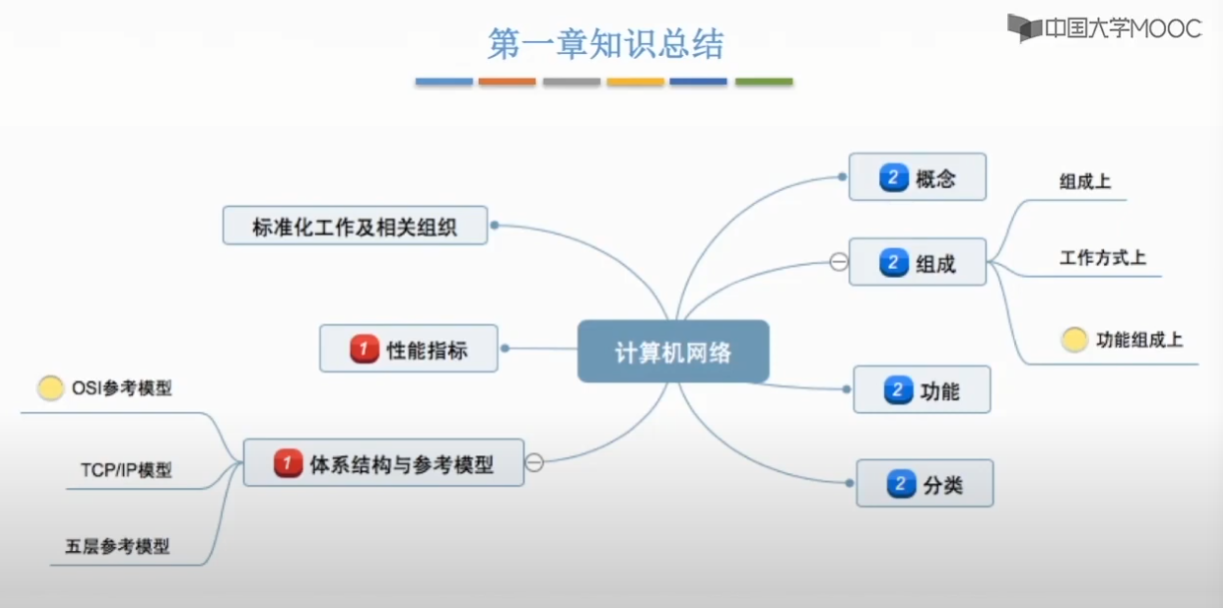 第一章知识总结
中国大学MOOC
计算机网络
2 概念
2 组成
组成上
工作方式上
功能组成上
2 功能
2 分类
标准化工作及相关组织
1 性能指标
1 体系结构与参考模型
OSI参考模型
TCP/IP模型
五层参考模型